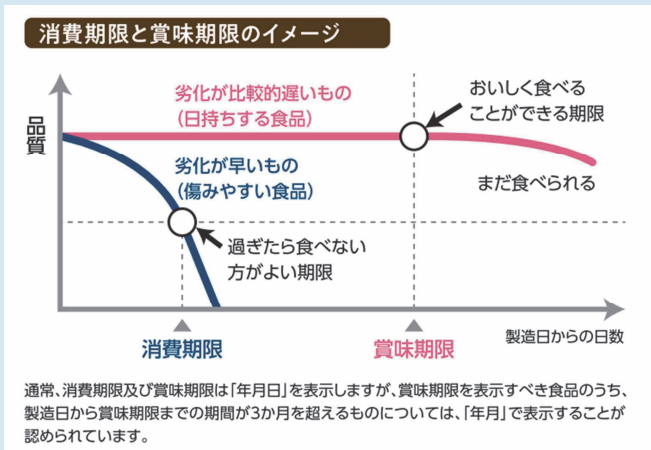 消費期限と賞味期限のイメージ
品質
劣化が比較的遅いもの
（日持ちする食品）
おいしく食べる
ことができる期限
劣化が早いもの
（傷みやすい食品）
まだ食べられる
過ぎたら食べない
方がよい期限
製造日からの日数
消費期限
賞味期限
通常、消費期限及び賞味期限は「年月日」を表示しますが、賞味期限を表示すべき食品のうち、
製造日から賞味期限までの期間が3か月を超えるものについては、「年月」で表示することが
認められています。